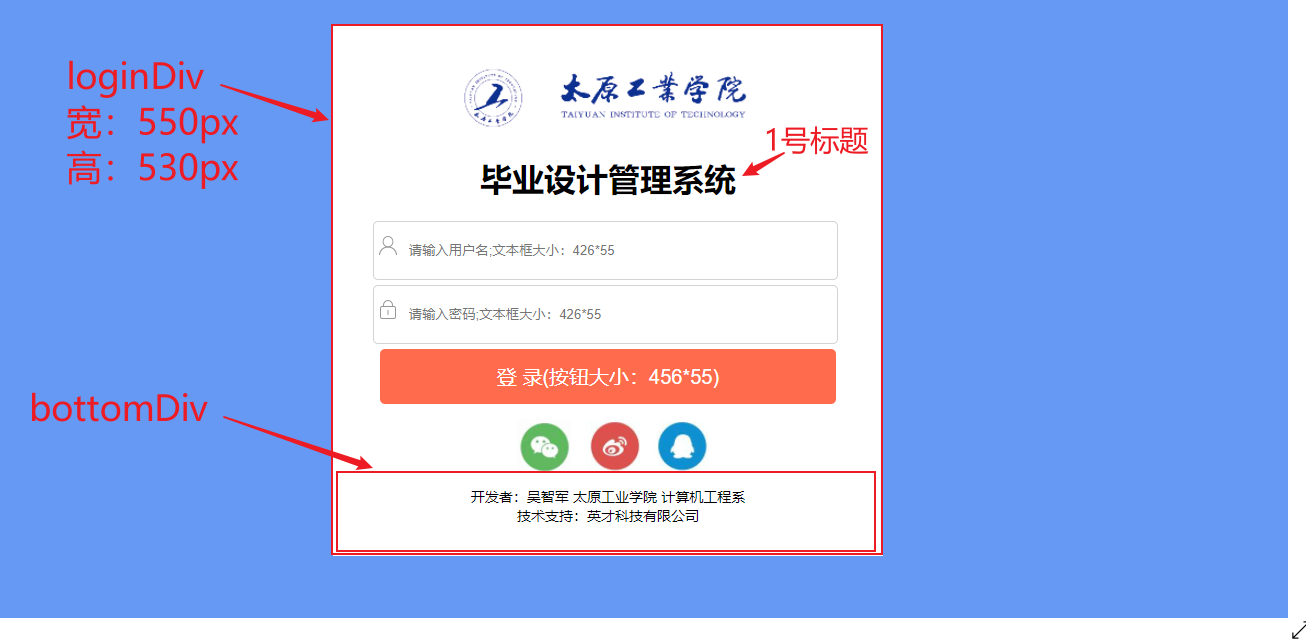 loginDiv
宽：550px
高：530px
太原工業学院
TAIYUAN INSTITUTE OF TECHNOLOGY
1号标题
毕业设计管理系统
请输入用户名;文本框大小：426*55
请输入密码;文本框大小：426*55
登 录(按钮大小：456*55)
bottomDiv
开发者：吴智军 太原工业学院 计算机工程系
技术支持：英才科技有限公司